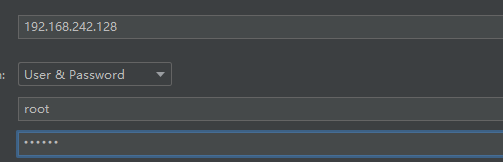 192.168.242.128
n:
User & Password
root
••••••